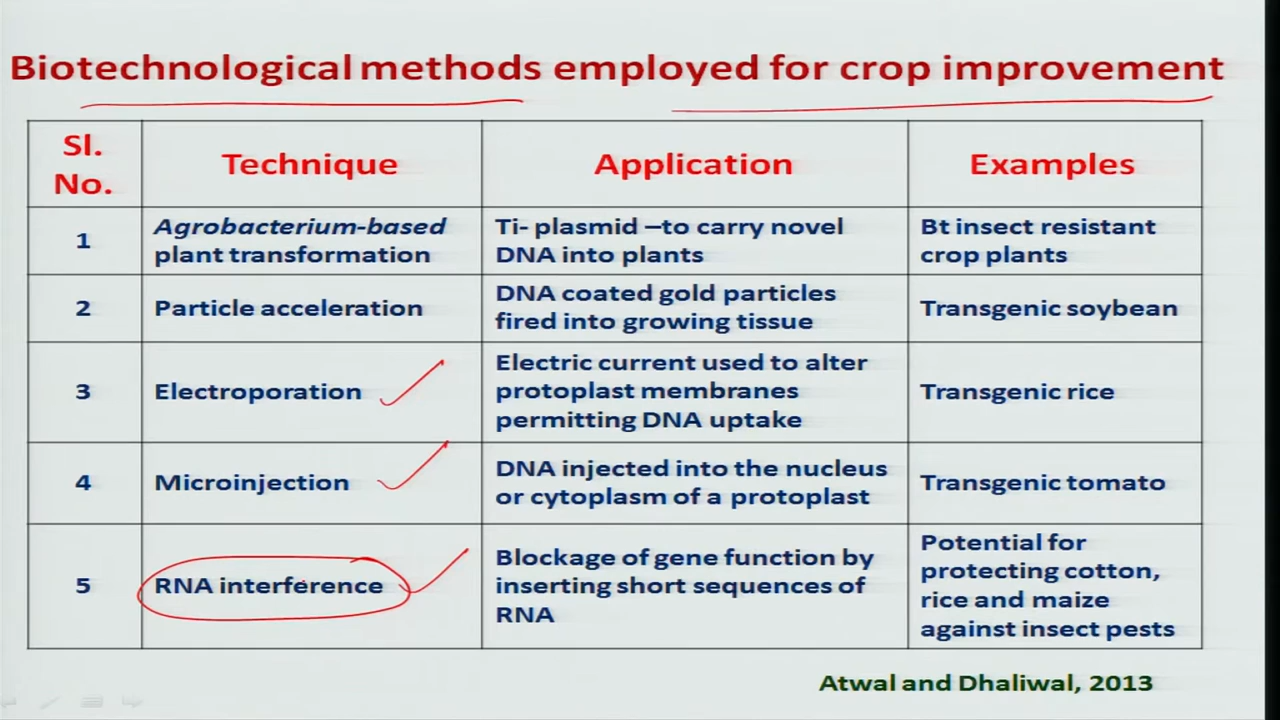 Biotechnological methods employed for crop improvement
Sl. No. Technique Application Examples
1 Agrobacterium-based plant transformation Ti- plasmid –to carry novel DNA into plants Bt insect resistant crop plants
2 Particle acceleration DNA coated gold particles fired into growing tissue Transgenic soybean
3 Electroporation Electric current used to alter protoplast membranes permitting DNA uptake Transgenic rice
4 Microinjection DNA injected into the nucleus or cytoplasm of a protoplast Transgenic tomato
5 RNA interference Blockage of gene function by inserting short sequences of RNA Potential for protecting cotton, rice and maize against insect pests
Atwal and Dhaliwal, 2013